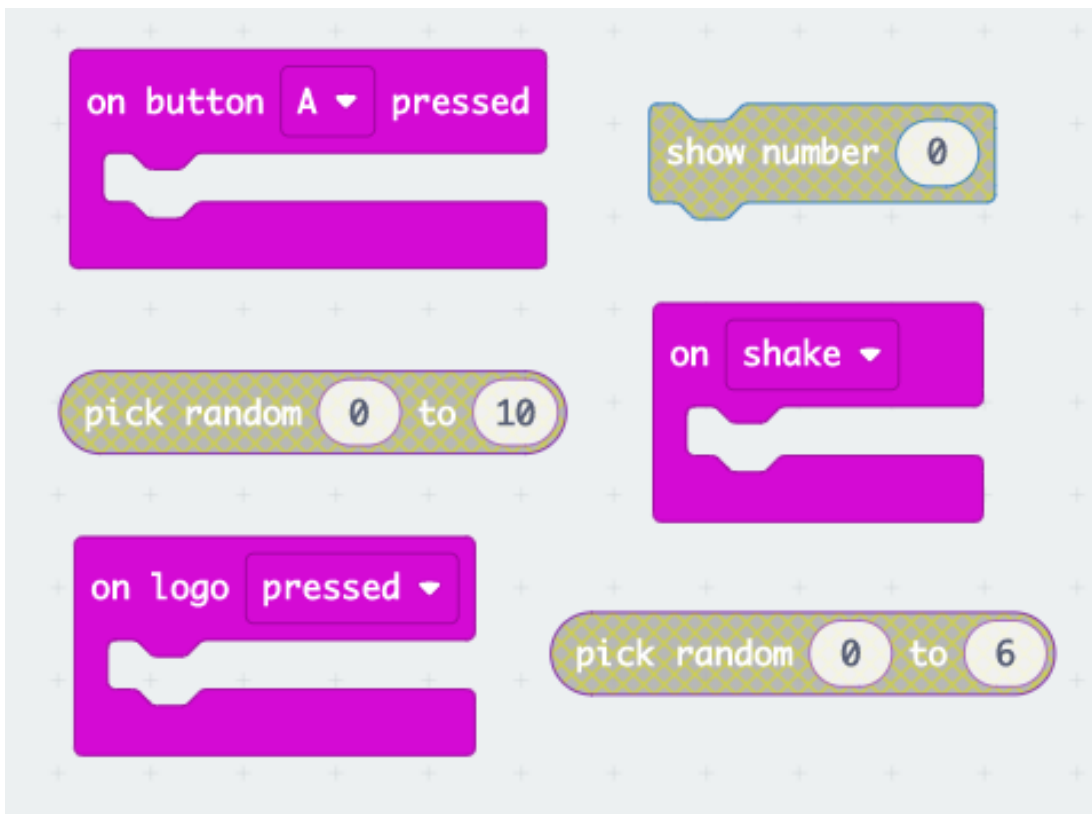 on button A pressed
show number 0
on shake
pick random 0 to 10
on logo pressed
pick random 0 to 6